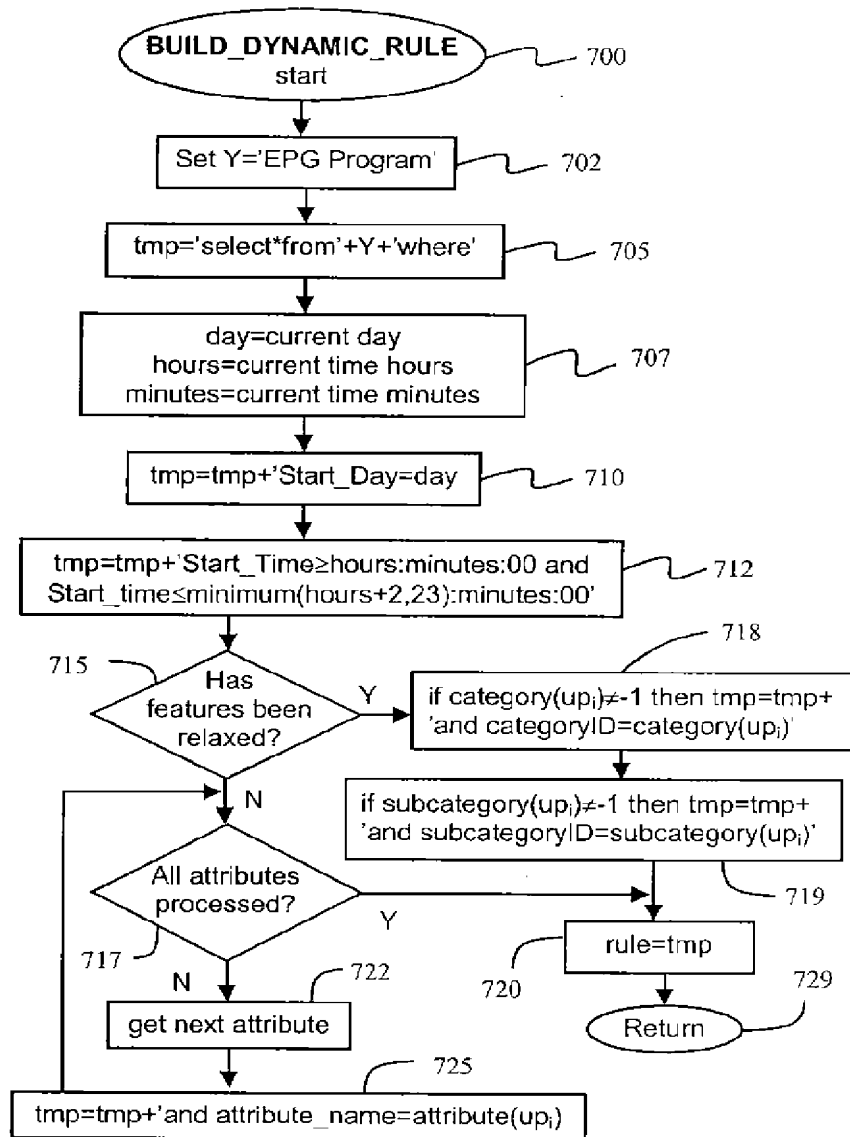 BUILD_DYNAMIC_RULE
start
700
Set Y='EPG Program'
702
tmp='select*from'+Y+'where'
705
day=current day
hours=current time hours
minutes=current time minutes
707
tmp=tmp+'Start_Day=day
710
tmp=tmp+'Start_Time≥hours:minutes:00 and
Start_time≤minimum(hours+2,23):minutes:00'
712
715
Has
features been
relaxed?
Y
N
718
if category(upᵢ)≠-1 then tmp=tmp+
'and categoryID=category(upᵢ)'
if subcategory(upᵢ)≠-1 then tmp=tmp+
'and subcategoryID=subcategory(upᵢ)'
719
All attributes
processed?
Y
717
N
rule=tmp
720
722
get next attribute
729
Return
725
tmp=tmp+'and attribute_name=attribute(upᵢ)